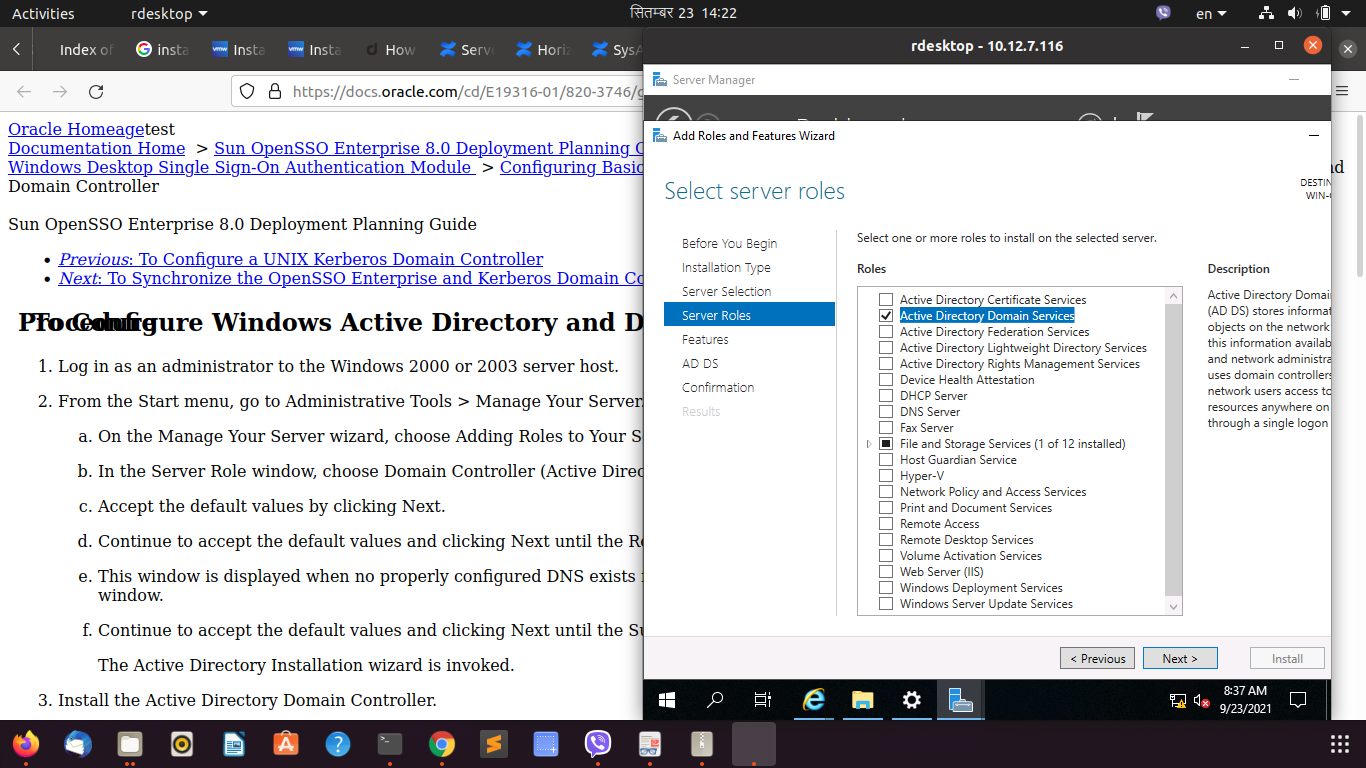 Activities
rdesktop
सितम्बर 23 14:22
en
Index of
insta
vmw Insta
vmw Insta
d How
Serve
Horiz
SysA
https://docs.oracle.com/cd/E19316-01/820-3746/g
Oracle Homeagetest
Documentation Home > Sun OpenSSO Enterprise 8.0 Deployment Planning G
Windows Desktop Single Sign-On Authentication Module > Configuring Basic
nd
Domain Controller
Sun OpenSSO Enterprise 8.0 Deployment Planning Guide
• Previous: To Configure a UNIX Kerberos Domain Controller
• Next: To Synchronize the OpenSSO Enterprise and Kerberos Domain Co
Procedure
To Configure Windows Active Directory and D
1. Log in as an administrator to the Windows 2000 or 2003 server host.
2. From the Start menu, go to Administrative Tools > Manage Your Server.
a. On the Manage Your Server wizard, choose Adding Roles to Your S
b. In the Server Role window, choose Domain Controller (Active Direc
c. Accept the default values by clicking Next.
d. Continue to accept the default values and clicking Next until the Re
e. This window is displayed when no properly configured DNS exists
window.
f. Continue to accept the default values and clicking Next until the Su
The Active Directory Installation wizard is invoked.
3. Install the Active Directory Domain Controller.
rdesktop - 10.12.7.116
Server Manager
Add Roles and Features Wizard
Select server roles
DESTIN
WIN-
Before You Begin
Installation Type
Server Selection
Server Roles
Features
AD DS
Confirmation
Results
Select one or more roles to install on the selected server.
Roles
Active Directory Certificate Services
Active Directory Domain Services
Active Directory Federation Services
Active Directory Lightweight Directory Services
Active Directory Rights Management Services
Device Health Attestation
DHCP Server
DNS Server
Fax Server
File and Storage Services (1 of 12 installed)
Host Guardian Service
Hyper-V
Network Policy and Access Services
Print and Document Services
Remote Access
Remote Desktop Services
Volume Activation Services
Web Server (IIS)
Windows Deployment Services
Windows Server Update Services
Description
Active Directory Domai
(AD DS) stores informat
objects on the network
this information availab
and network administra
uses domain controllers
network users access to
resources anywhere on
through a single logon
< Previous
Next >
Install
8:37 AM
9/23/2021